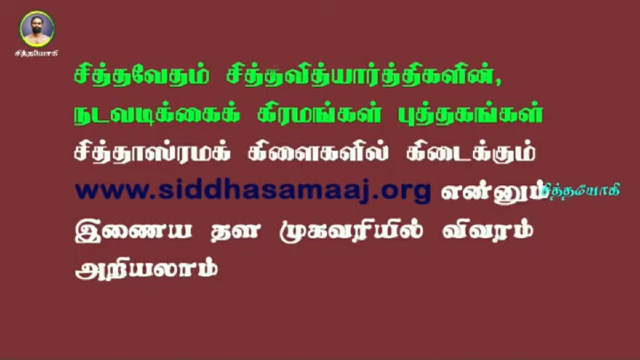 சித்தயோகி
சித்தவேதம் சித்தவித்யார்த்திகளின்,
நடவடிக்கைக் கிரமங்கள் புத்தகங்கள்
சித்தாஸ்ரமக் கிளைகளில் கிடைக்கும்
www.siddhasamaaj.org என்னும் சித்தயோகி
இணைய தள முகவரியில் விவரம்
அறியலாம்